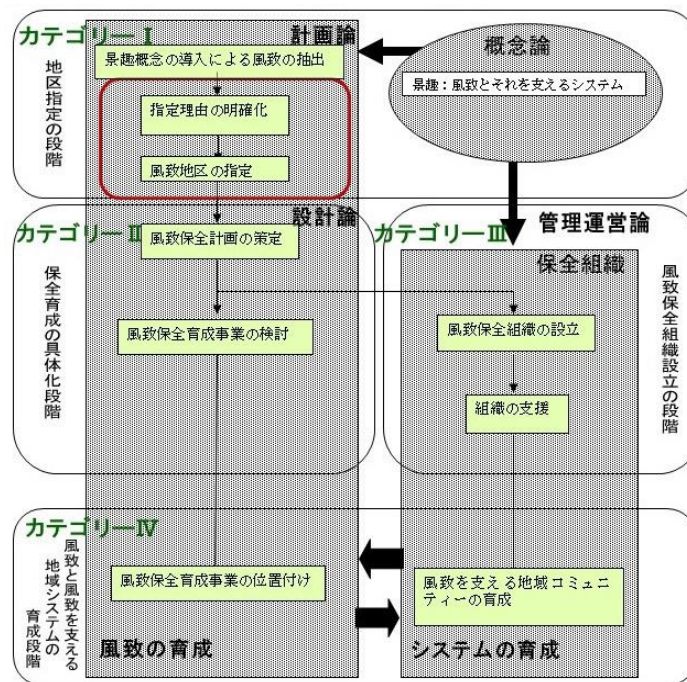 カテゴリーⅠ
計画論
地区指定の段階
景趣概念の導入による風致の抽出
指定理由の明確化
風致地区の指定
概念論
景趣：風致とそれを支えるシステム
カテゴリーⅡ
設計論
保全育成の具体化段階
風致保全計画の策定
風致保全育成事業の検討
カテゴリーⅢ
管理運営論
保全組織
風致保全組織の設立
組織の支援
風致保全組織設立の段階
カテゴリーⅣ
風致と風致を支える
地域システムの
育成段階
風致保全育成事業の位置付け
風致の育成
風致を支える地域コミュニ
ティーの育成
システムの育成